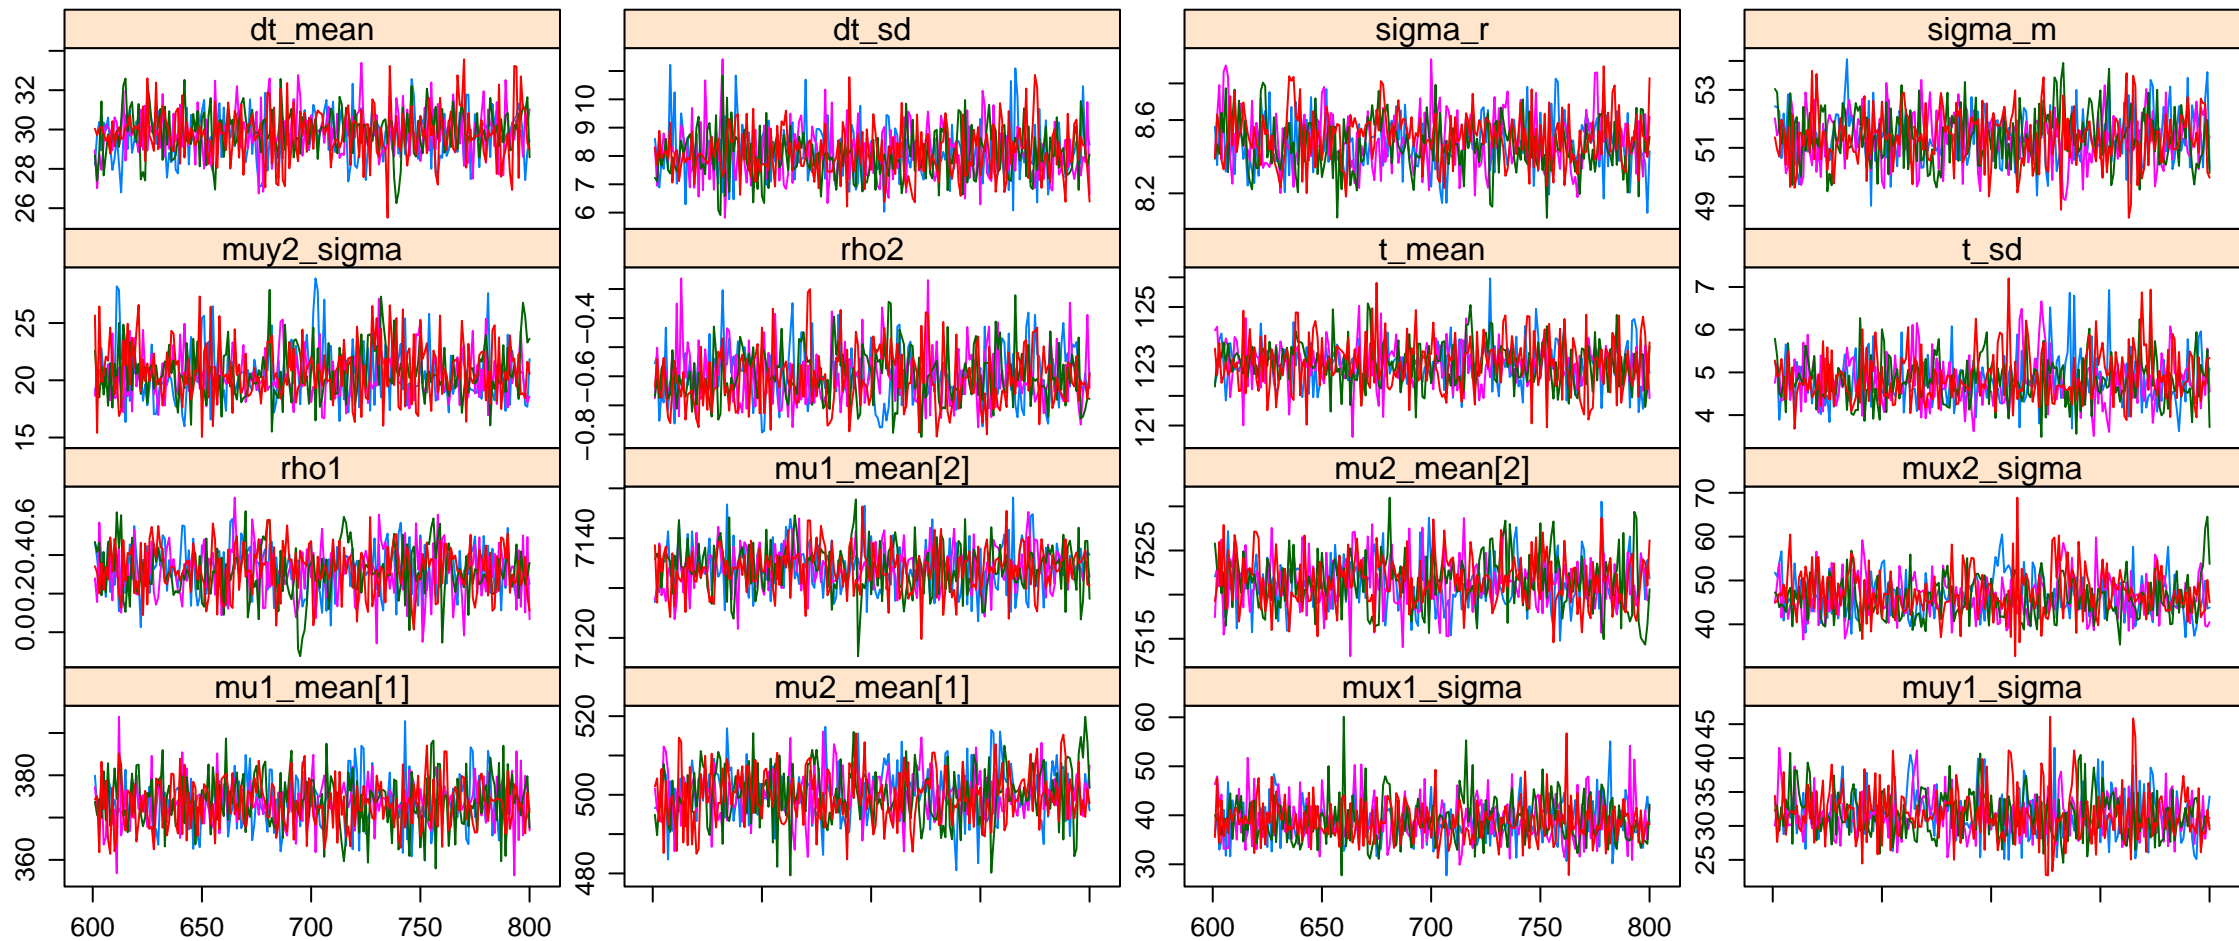 dt_mean dt_sd sigma_r sigma_m
26 28 30 32
6 7 8 9 10
8.2 8.6
49 51 53
muy2_sigma rho2 t_mean t_sd
15 20 25
−0.8 −0.6 −0.4
121 123 125
4 5 6 7
rho1 mu1_mean[2] mu2_mean[2] mux2_sigma
0.0 0.2 0.4 0.6
7120 7140
7515 7525
40 50 60 70
mu1_mean[1] mu2_mean[1] mux1_sigma muy1_sigma
360 380
480 500 520
30 40 50 60
25 30 35 40 45
600 650 700 750 800
600 650 700 750 800